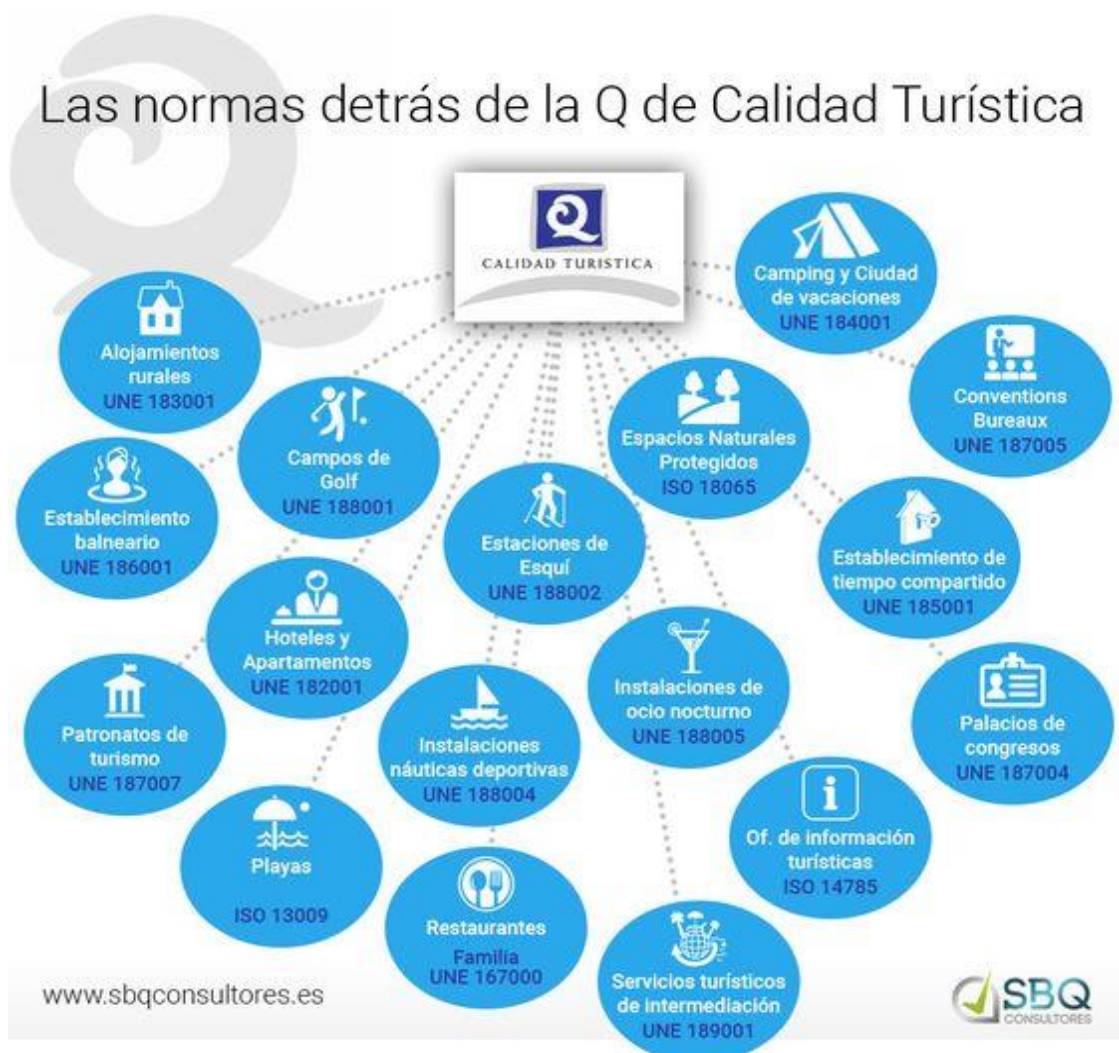 Las normas detrás de la Q de Calidad Turística
Q
CALIDAD TURISTICA
Camping y Ciudad
de vacaciones
UNE 184001
Alojamientos
rurales
UNE 183001
Conventions
Bureaux
UNE 187005
Campos de
Golf
UNE 188001
Espacios Naturales
Protegidos
ISO 18065
Establecimiento
balneario
UNE 186001
Estaciones de
Esquí
UNE 188002
Establecimiento de
tiempo compartido
UNE 185001
Hoteles y
Apartamentos
UNE 182001
Instalaciones de
ocio nocturno
UNE 188005
Patronatos de
turismo
UNE 187007
Instalaciones
náuticas deportivas
UNE 188004
Palacios de
congresos
UNE 187004
Playas
ISO 13009
i
Of. de información
turísticas
ISO 14785
Restaurantes
Familia
UNE 167000
Servicios turísticos
de intermediación
UNE 189001
www.sbqconsultores.es
SBQ
CONSULTORES